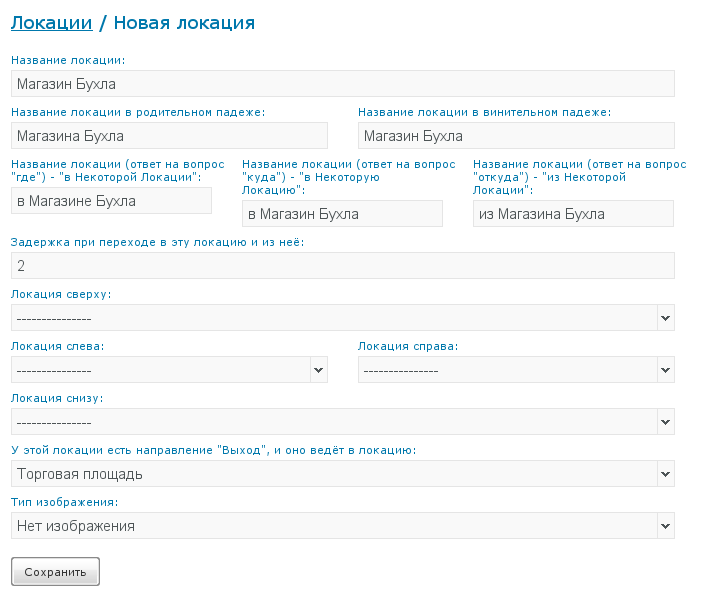 Локации / Новая локация
Название локации:
Магазин Бухла
Название локации в родительном падеже:
Название локации в винительном падеже:
Магазина Бухла
Магазин Бухла
Название локации (ответ на вопрос
"где") - "в Некоторой Локации":
в Магазине Бухла
Название локации (ответ на вопрос
"куда") - "в Некоторую
Локацию":
в Магазин Бухла
Название локации (ответ на вопрос
"откуда") - "из Некоторой
Локации":
из Магазина Бухла
Задержка при переходе в эту локацию и из неё:
2
Локация сверху:
---------------
Локация слева:
Локация справа:
---------------
---------------
Локация снизу:
---------------
У этой локации есть направление "Выход", и оно ведёт в локацию:
Торговая площадь
Тип изображения:
Нет изображения
Сохранить